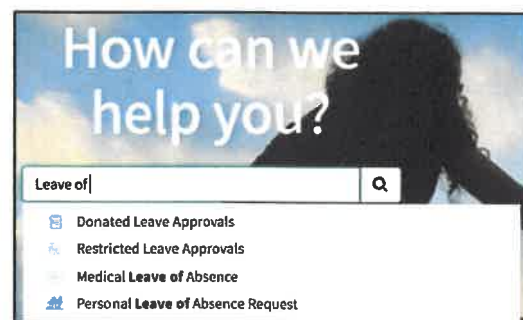 How can we
help you?
Leave of
Donated Leave Approvals
Restricted Leave Approvals
Medical Leave of Absence
Personal Leave of Absence Request